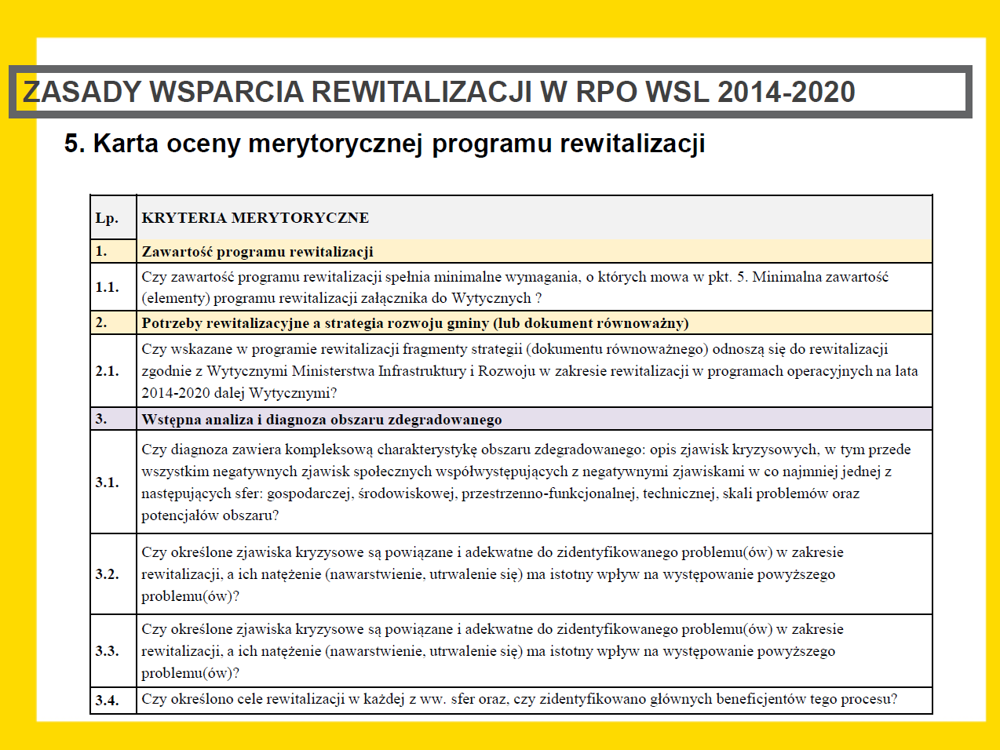 ZASADY WSPARCIA REWITALIZACJI W RPO WSL 2014-2020
5. Karta oceny merytorycznej programu rewitalizacji
Lp. KRYTERIA MERYTORYCZNE
1. Zawartość programu rewitalizacji
1.1. Czy zawartość programu rewitalizacji spełnia minimalne wymagania, o których mowa w pkt. 5. Minimalna zawartość
(elementy) programu rewitalizacji załącznika do Wytycznych ?
2. Potrzeby rewitalizacyjne a strategia rozwoju gminy (lub dokument równoważny)
2.1. Czy wskazane w programie rewitalizacji fragmenty strategii (dokumentu równoważnego) odnoszą się do rewitalizacji
zgodnie z Wytycznymi Ministerstwa Infrastruktury i Rozwoju w zakresie rewitalizacji w programach operacyjnych na lata
2014-2020 dalej Wytycznymi?
3. Wstępna analiza i diagnoza obszaru zdegradowanego
3.1. Czy diagnoza zawiera kompleksową charakterystykę obszaru zdegradowanego: opis zjawisk kryzysowych, w tym przede
wszystkim negatywnych zjawisk społecznych współwystępujących z negatywnymi zjawiskami w co najmniej jednej z
następujących sfer: gospodarczej, środowiskowej, przestrzenno-funkcjonalnej, technicznej, skali problemów oraz
potencjałów obszaru?
3.2. Czy określone zjawiska kryzysowe są powiązane i adekwatne do zidentyfikowanego problemu(ów) w zakresie
rewitalizacji, a ich natężenie (nawarstwienie, utrwalenie się) ma istotny wpływ na występowanie powyższego
problemu(ów)?
3.3. Czy określone zjawiska kryzysowe są powiązane i adekwatne do zidentyfikowanego problemu(ów) w zakresie
rewitalizacji, a ich natężenie (nawarstwienie, utrwalenie się) ma istotny wpływ na występowanie powyższego
problemu(ów)?
3.4. Czy określono cele rewitalizacji w każdej z ww. sfer oraz, czy zidentyfikowano głównych beneficjentów tego procesu?